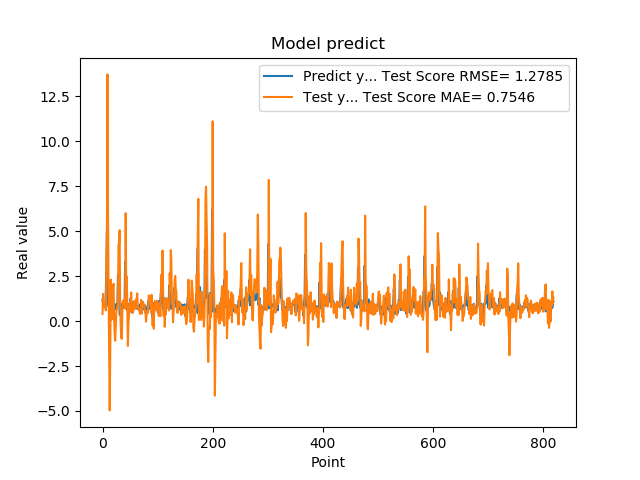 Model predict
Predict y... Test Score RMSE= 1.2785
Test y... Test Score MAE= 0.7546
Real value
12.5
10.0
7.5
5.0
2.5
0.0
−2.5
−5.0
0 200 400 600 800
Point